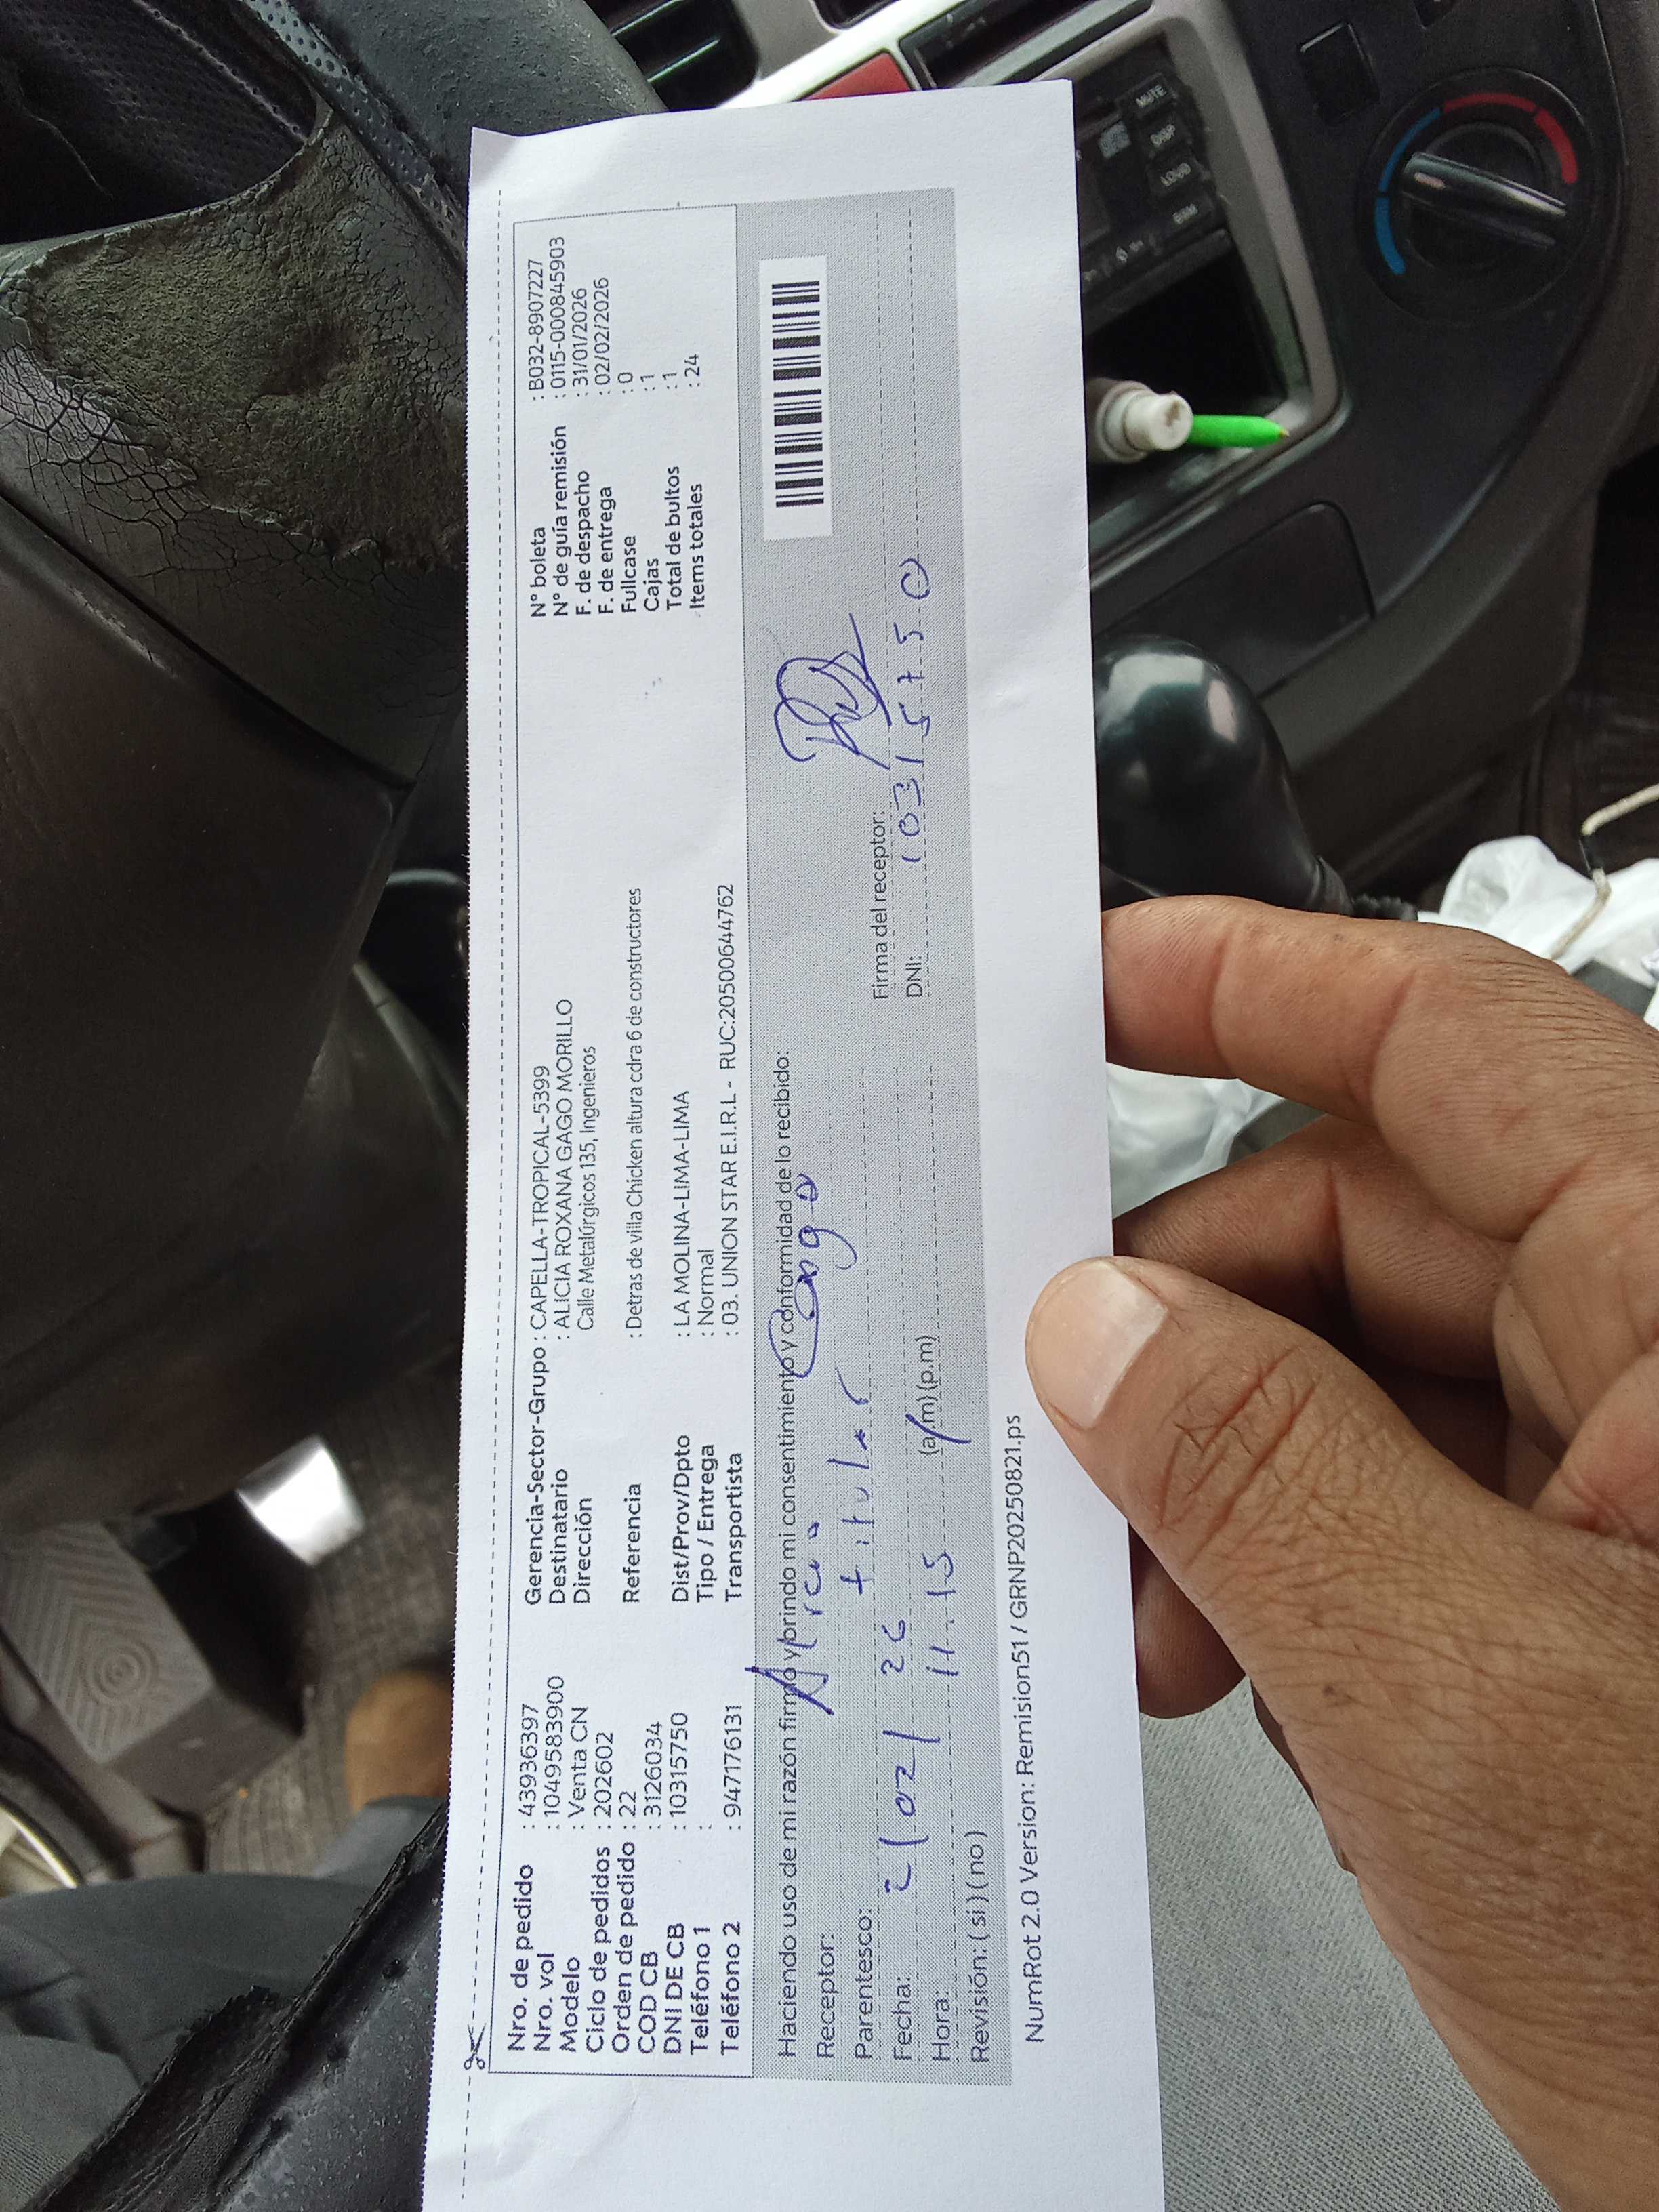 Nro. de pedido : 43936397
Nro. vol : 1049583900
Modelo : Venta CN
Ciclo de pedidos : 202602
Orden de pedido : 22
COD CB : 3126034
DNI DE CB : 10315750
Teléfono 1 :
Teléfono 2 : 947176131
Gerencia-Sector-Grupo : CAPELLA-TROPICAL-5399
Destinatario : ALICIA ROXANA GAGO MORILLO
Dirección Calle Metalúrgicos 135, Ingenieros
Referencia : Detras de villa Chicken altura cdra 6 de constructores
Dist/Prov/Dpto : LA MOLINA-LIMA-LIMA
Tipo / Entrega : Normal
Transportista : 03. UNION STAR E.I.R.L - RUC:20500644762
N° boleta : B032-8907227
N° de guía remisión : 0115-0000845903
F. de despacho : 31/01/2026
F. de entrega : 02/02/2026
Fullcase : 0
Cajas : 1
Total de bultos : 1
Items totales : 24
Haciendo uso de mi razón firmo y brindo mi consentimiento y conformidad de lo recibido:
Receptor:
Parentesco: titular
Fecha: 2/02/26
Hora: 11.15 (a.m) (p.m)
Revisión: ( si ) ( no )
Firma del receptor:
DNI: 10315750
NumRot 2.0 Version: Remision51 / GRNP20250821.ps
MUTE
DISP
LOUD